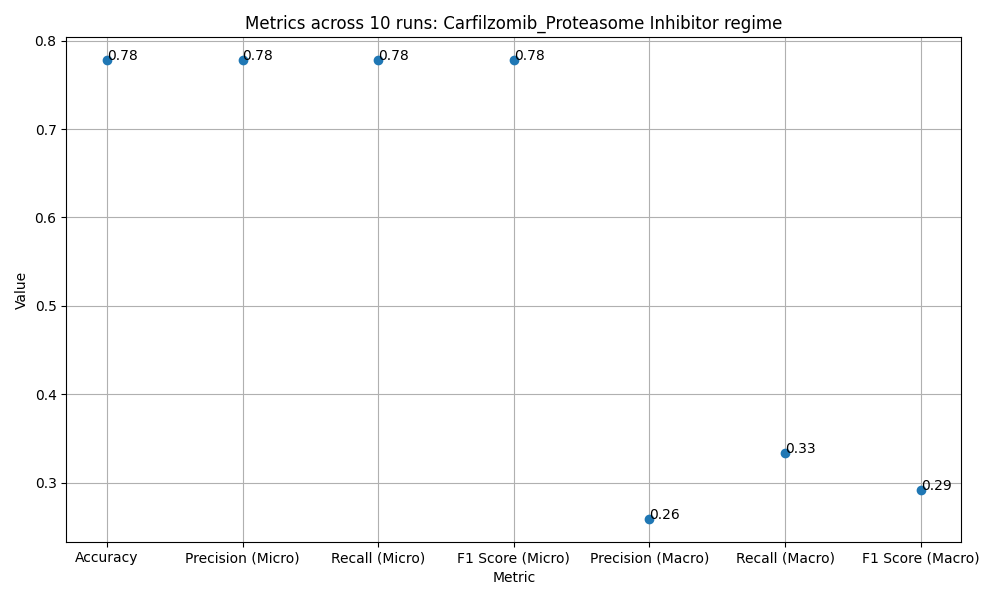 Metrics across 10 runs: Carfilzomib_Proteasome Inhibitor regime
0.8
0.7
0.6
0.5
0.4
0.3
Value
0.78
0.78
0.78
0.78
0.26
0.33
0.29
Accuracy
Precision (Micro)
Recall (Micro)
F1 Score (Micro)
Precision (Macro)
Recall (Macro)
F1 Score (Macro)
Metric